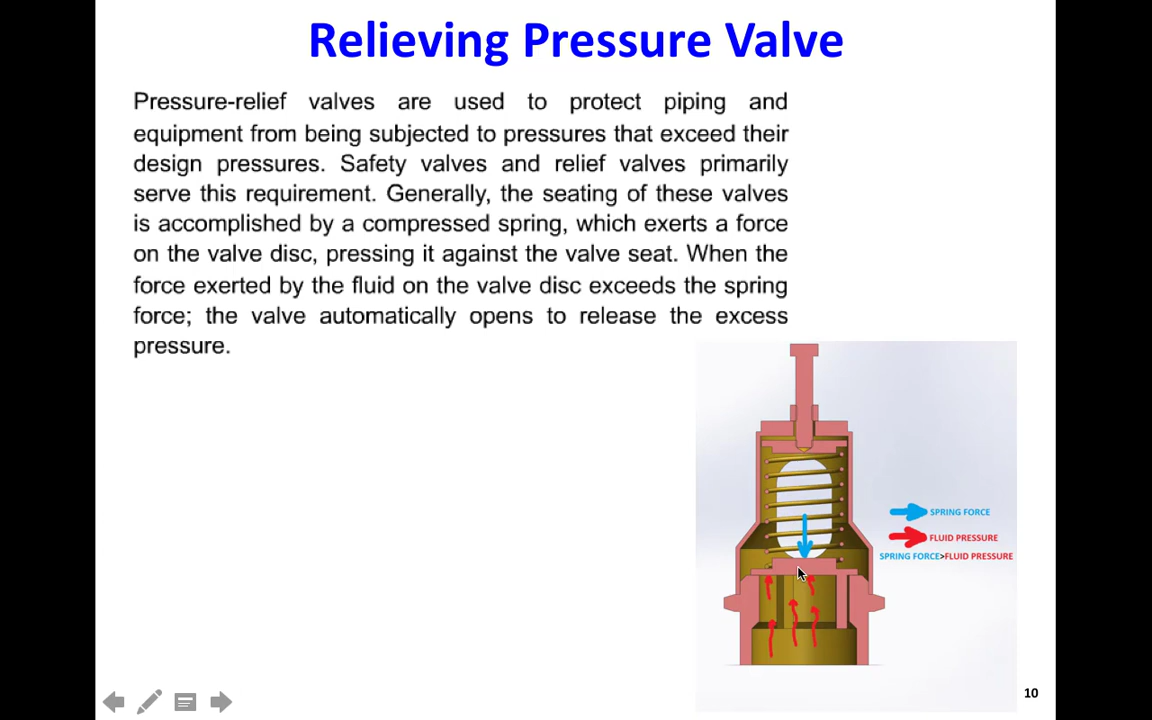 Relieving Pressure Valve
Pressure-relief valves are used to protect piping and
equipment from being subjected to pressures that exceed their
design pressures. Safety valves and relief valves primarily
serve this requirement. Generally, the seating of these valves
is accomplished by a compressed spring, which exerts a force
on the valve disc, pressing it against the valve seat. When the
force exerted by the fluid on the valve disc exceeds the spring
force; the valve automatically opens to release the excess
pressure.
SPRING FORCE
FLUID PRESSURE
SPRING FORCE>FLUID PRESSURE
10